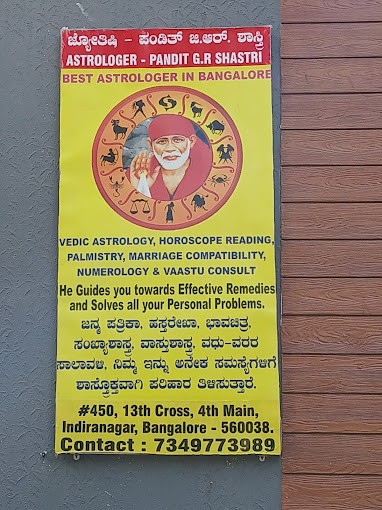 ಜ್ಯೋತಿಷಿ - ಪಂಡಿತ್ ಜಿ.ಆರ್. ಶಾಸ್ತ್ರಿ
ASTROLOGER - PANDIT G.R SHASTRI
BEST ASTROLOGER IN BANGALORE
VEDIC ASTROLOGY, HOROSCOPE READING,
PALMISTRY, MARRIAGE COMPATIBILITY,
NUMEROLOGY & VAASTU CONSULT
He Guides you towards Effective Remedies
and Solves all your Personal Problems.
ಜನ್ಮ ಪತ್ರಿಕಾ, ಹಸ್ತರೇಖಾ, ಭಾವಚಿತ್ರ,
ಸಂಖ್ಯಾಶಾಸ್ತ್ರ, ವಾಸ್ತುಶಾಸ್ತ್ರ, ವಧು-ವರರ
ಸಾಲಾವಳಿ, ನಿಮ್ಮ ಇನ್ನು ಅನೇಕ ಸಮಸ್ಯೆಗಳಿಗೆ
ಶಾಸ್ತ್ರೋಕ್ತವಾಗಿ ಪರಿಹಾರ ತಿಳಿಸುತ್ತಾರೆ.
#450, 13th Cross, 4th Main,
Indiranagar, Bangalore - 560038.
Contact : 7349773989